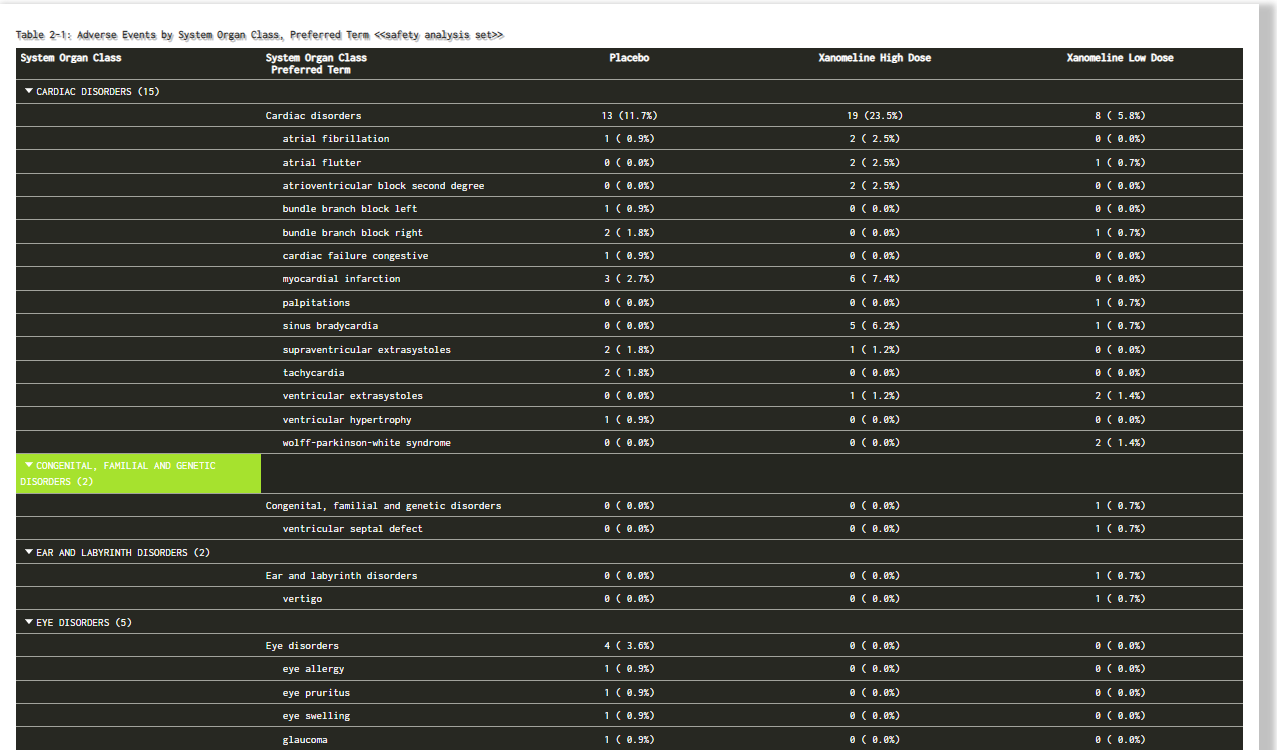 Table 2-1: Adverse Events by System Organ Class, Preferred Term <<safety analysis set>>
System Organ Class System Organ Class Placebo Xanomeline High Dose Xanomeline Low Dose
Preferred Term
▼ CARDIAC DISORDERS (15)
Cardiac disorders 13 (11.7%) 19 (23.5%) 8 ( 5.8%)
atrial fibrillation 1 ( 0.9%) 2 ( 2.5%) 0 ( 0.0%)
atrial flutter 0 ( 0.0%) 2 ( 2.5%) 1 ( 0.7%)
atrioventricular block second degree 0 ( 0.0%) 2 ( 2.5%) 0 ( 0.0%)
bundle branch block left 1 ( 0.9%) 0 ( 0.0%) 0 ( 0.0%)
bundle branch block right 2 ( 1.8%) 0 ( 0.0%) 1 ( 0.7%)
cardiac failure congestive 1 ( 0.9%) 0 ( 0.0%) 0 ( 0.0%)
myocardial infarction 3 ( 2.7%) 6 ( 7.4%) 0 ( 0.0%)
palpitations 0 ( 0.0%) 0 ( 0.0%) 1 ( 0.7%)
sinus bradycardia 0 ( 0.0%) 5 ( 6.2%) 1 ( 0.7%)
supraventricular extrasystoles 2 ( 1.8%) 1 ( 1.2%) 0 ( 0.0%)
tachycardia 2 ( 1.8%) 0 ( 0.0%) 0 ( 0.0%)
ventricular extrasystoles 0 ( 0.0%) 1 ( 1.2%) 2 ( 1.4%)
ventricular hypertrophy 1 ( 0.9%) 0 ( 0.0%) 0 ( 0.0%)
wolff-parkinson-white syndrome 0 ( 0.0%) 0 ( 0.0%) 2 ( 1.4%)
▼ CONGENITAL, FAMILIAL AND GENETIC
DISORDERS (2)
Congenital, familial and genetic disorders 0 ( 0.0%) 0 ( 0.0%) 1 ( 0.7%)
ventricular septal defect 0 ( 0.0%) 0 ( 0.0%) 1 ( 0.7%)
▼ EAR AND LABYRINTH DISORDERS (2)
Ear and labyrinth disorders 0 ( 0.0%) 0 ( 0.0%) 1 ( 0.7%)
vertigo 0 ( 0.0%) 0 ( 0.0%) 1 ( 0.7%)
▼ EYE DISORDERS (5)
Eye disorders 4 ( 3.6%) 0 ( 0.0%) 0 ( 0.0%)
eye allergy 1 ( 0.9%) 0 ( 0.0%) 0 ( 0.0%)
eye pruritus 1 ( 0.9%) 0 ( 0.0%) 0 ( 0.0%)
eye swelling 1 ( 0.9%) 0 ( 0.0%) 0 ( 0.0%)
glaucoma 1 ( 0.9%) 0 ( 0.0%) 0 ( 0.0%)